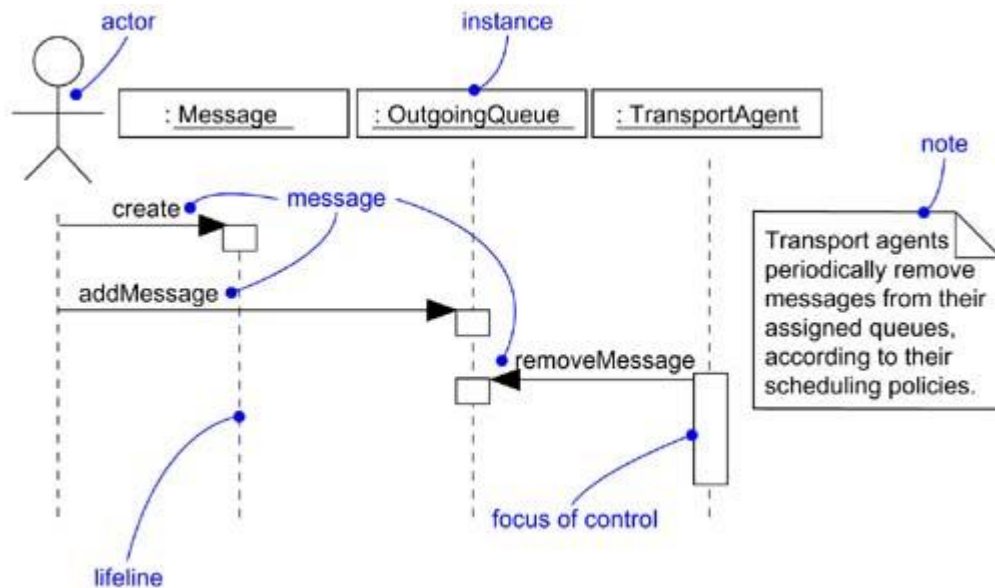 actor
instance
: Message
: OutgoingQueue
: TransportAgent
note
create
message
Transport agents
periodically remove
messages from their
assigned queues,
according to their
scheduling policies.
addMessage
removeMessage
focus of control
lifeline